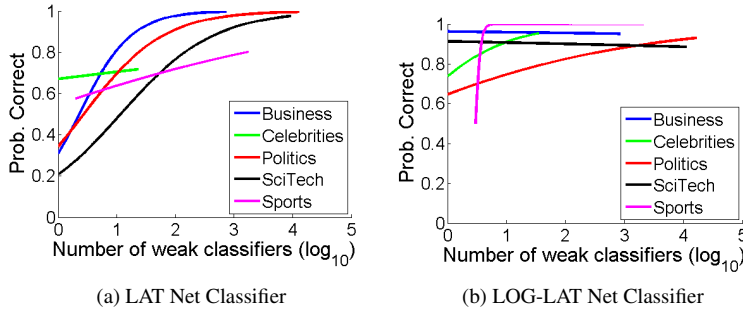 Prob. Correct
1
0.8
0.6
0.4
0.2
0
0 1 2 3 4 5
Business
Celebrities
Politics
SciTech
Sports
Number of weak classifiers (log10)
(a) LAT Net Classifier
Prob. Correct
1
0.8
0.6
0.4
0.2
0
0 1 2 3 4 5
Business
Celebrities
Politics
SciTech
Sports
Number of weak classifiers (log10)
(b) LOG-LAT Net Classifier